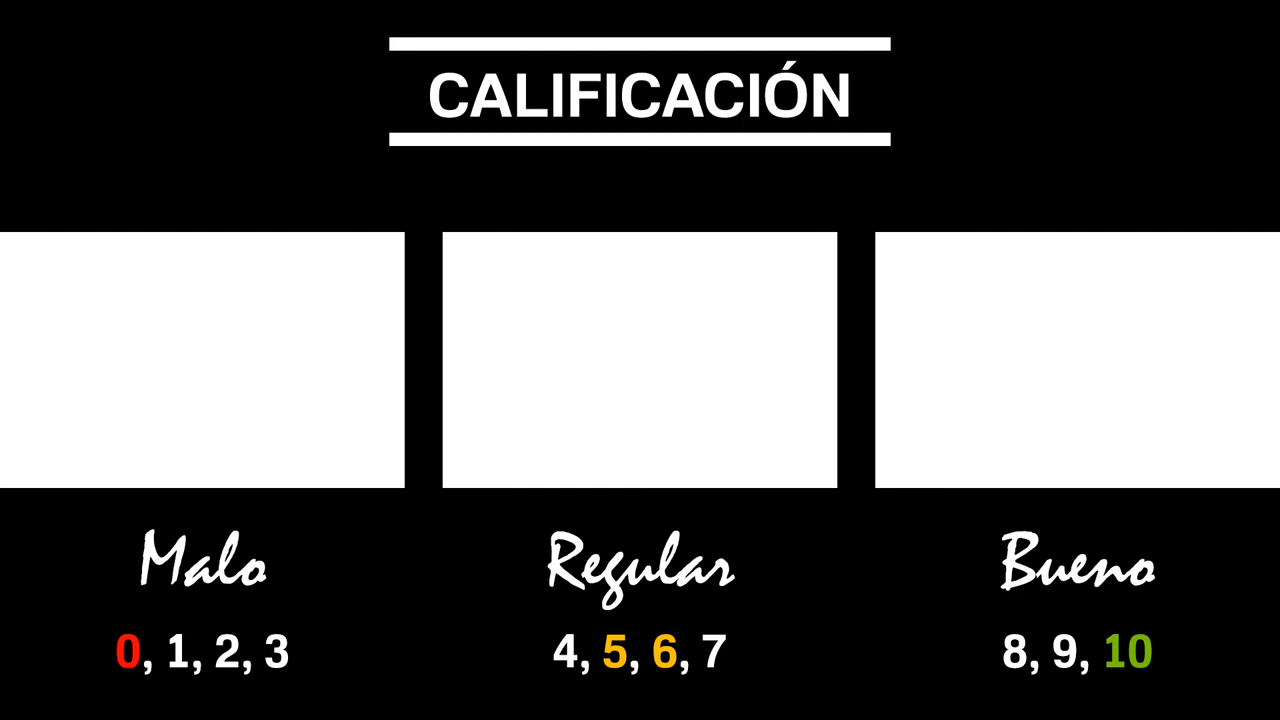 CALIFICACIÓN
Malo
Regular
Bueno
0, 1, 2, 3
4, 5, 6, 7
8, 9, 10